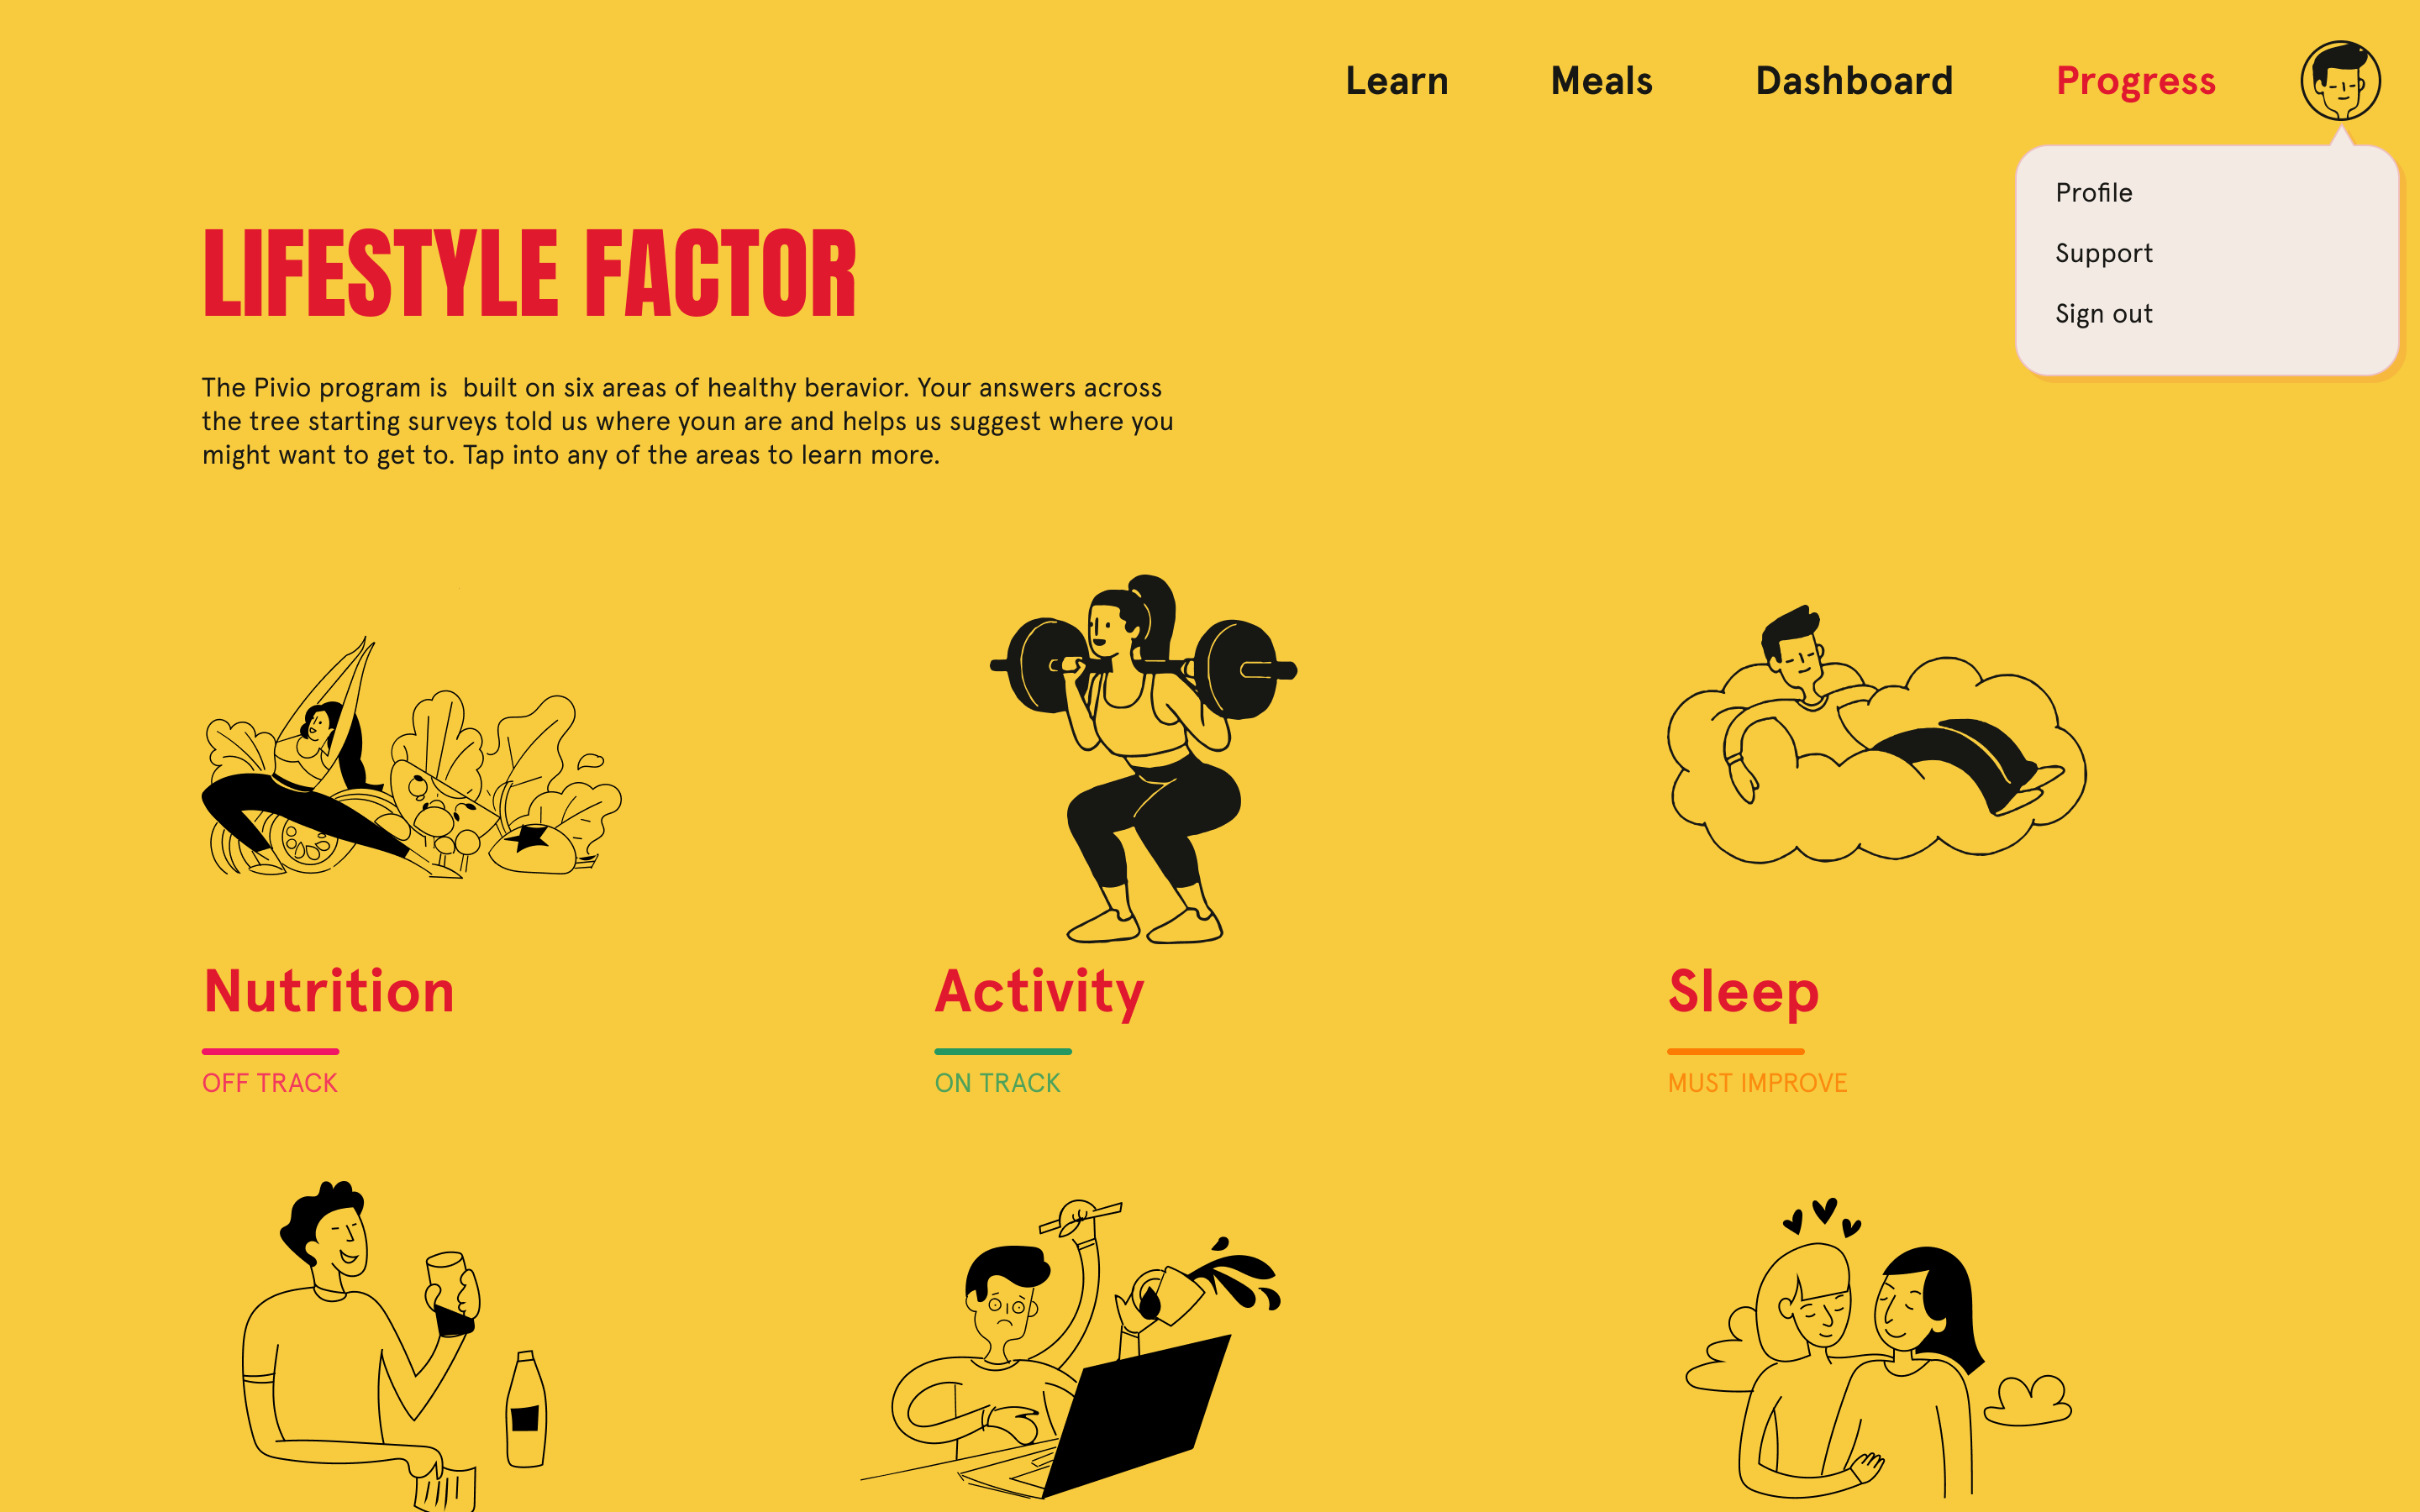 Learn Meals Dashboard Progress
Profile
Support
Sign out
LIFESTYLE FACTOR
The Pivio program is  built on six areas of healthy beravior. Your answers across
the tree starting surveys told us where youn are and helps us suggest where you
might want to get to. Tap into any of the areas to learn more.
Nutrition
OFF TRACK
Activity
ON TRACK
Sleep
MUST IMPROVE